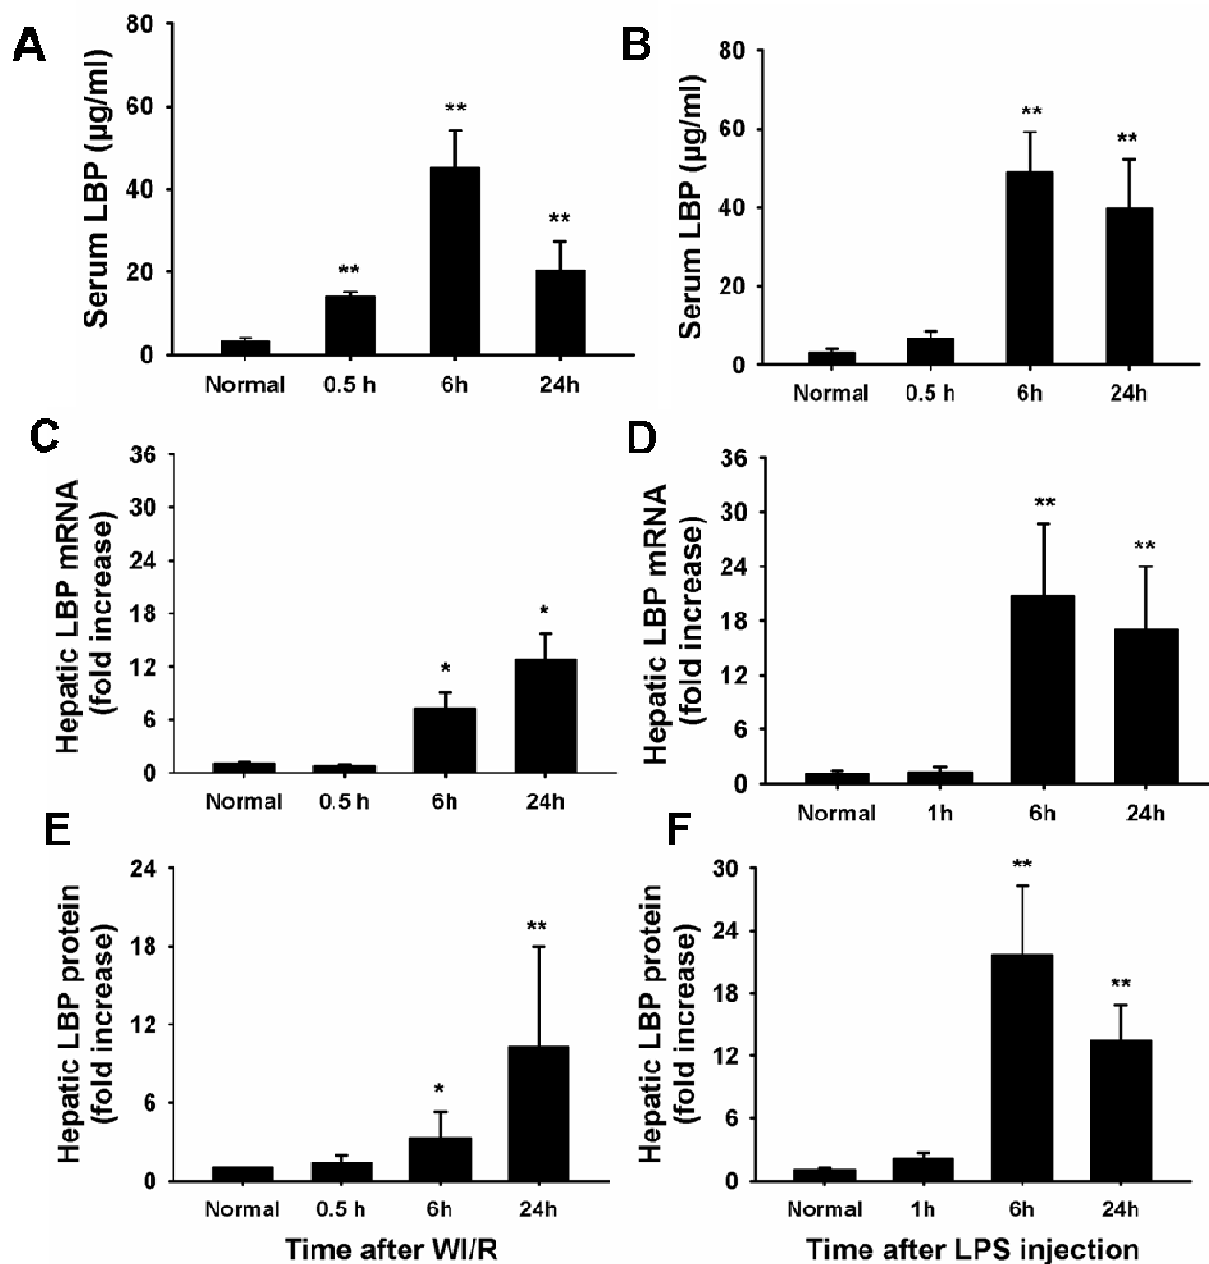 A
Serum LBP (µg/ml)
80
60
40
20
0
**
**
**
Normal 0.5 h 6h 24h
B
Serum LBP (µg/ml)
80
60
40
20
0
**
**
Normal 0.5 h 6h 24h
C
Hepatic LBP mRNA
(fold increase)
36
30
24
18
12
6
0
*
*
Normal 0.5 h 6h 24h
D
Hepatic LBP mRNA
(fold increase)
36
30
24
18
12
6
0
**
**
Normal 1h 6h 24h
E
Hepatic LBP protein
(fold increase)
24
18
12
6
0
*
**
Normal 0.5 h 6h 24h
Time after WI/R
F
Hepatic LBP protein
(fold increase)
30
24
18
12
6
0
**
**
Normal 1h 6h 24h
Time after LPS injection